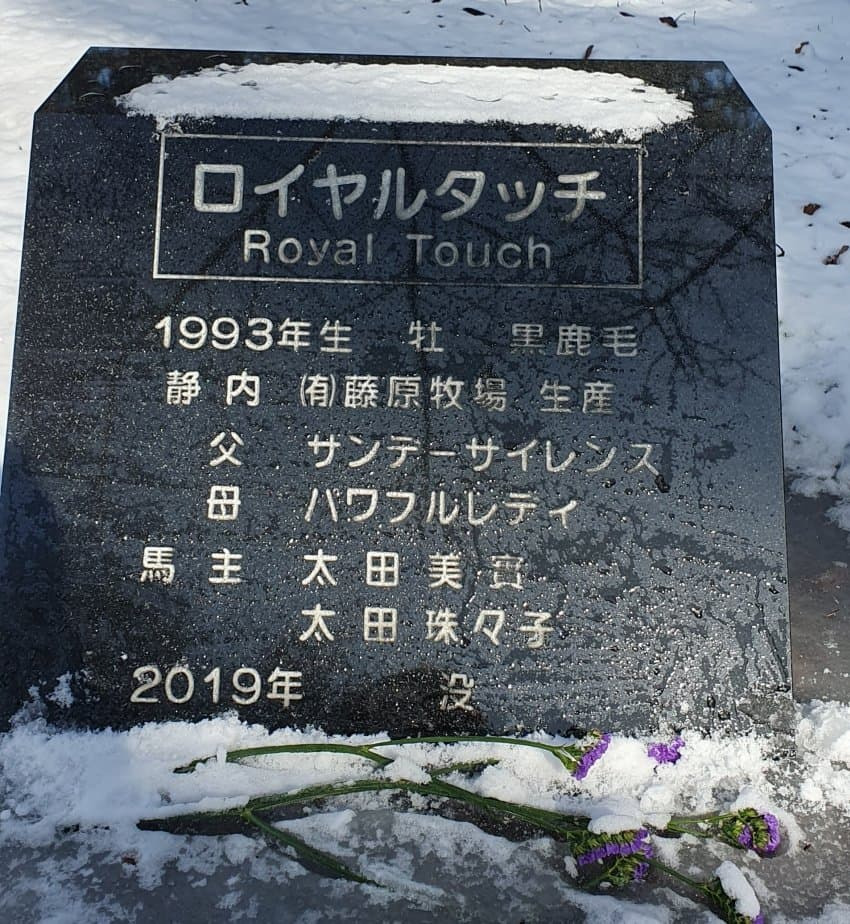 ロイヤルタッチ
Royal Touch
1993年生 牡 黒鹿毛
静内 ㈲藤原牧場 生産
父 サンデーサイレンス
母 パワフルレディ
馬主 太田美實
太田珠々子
2019年 没